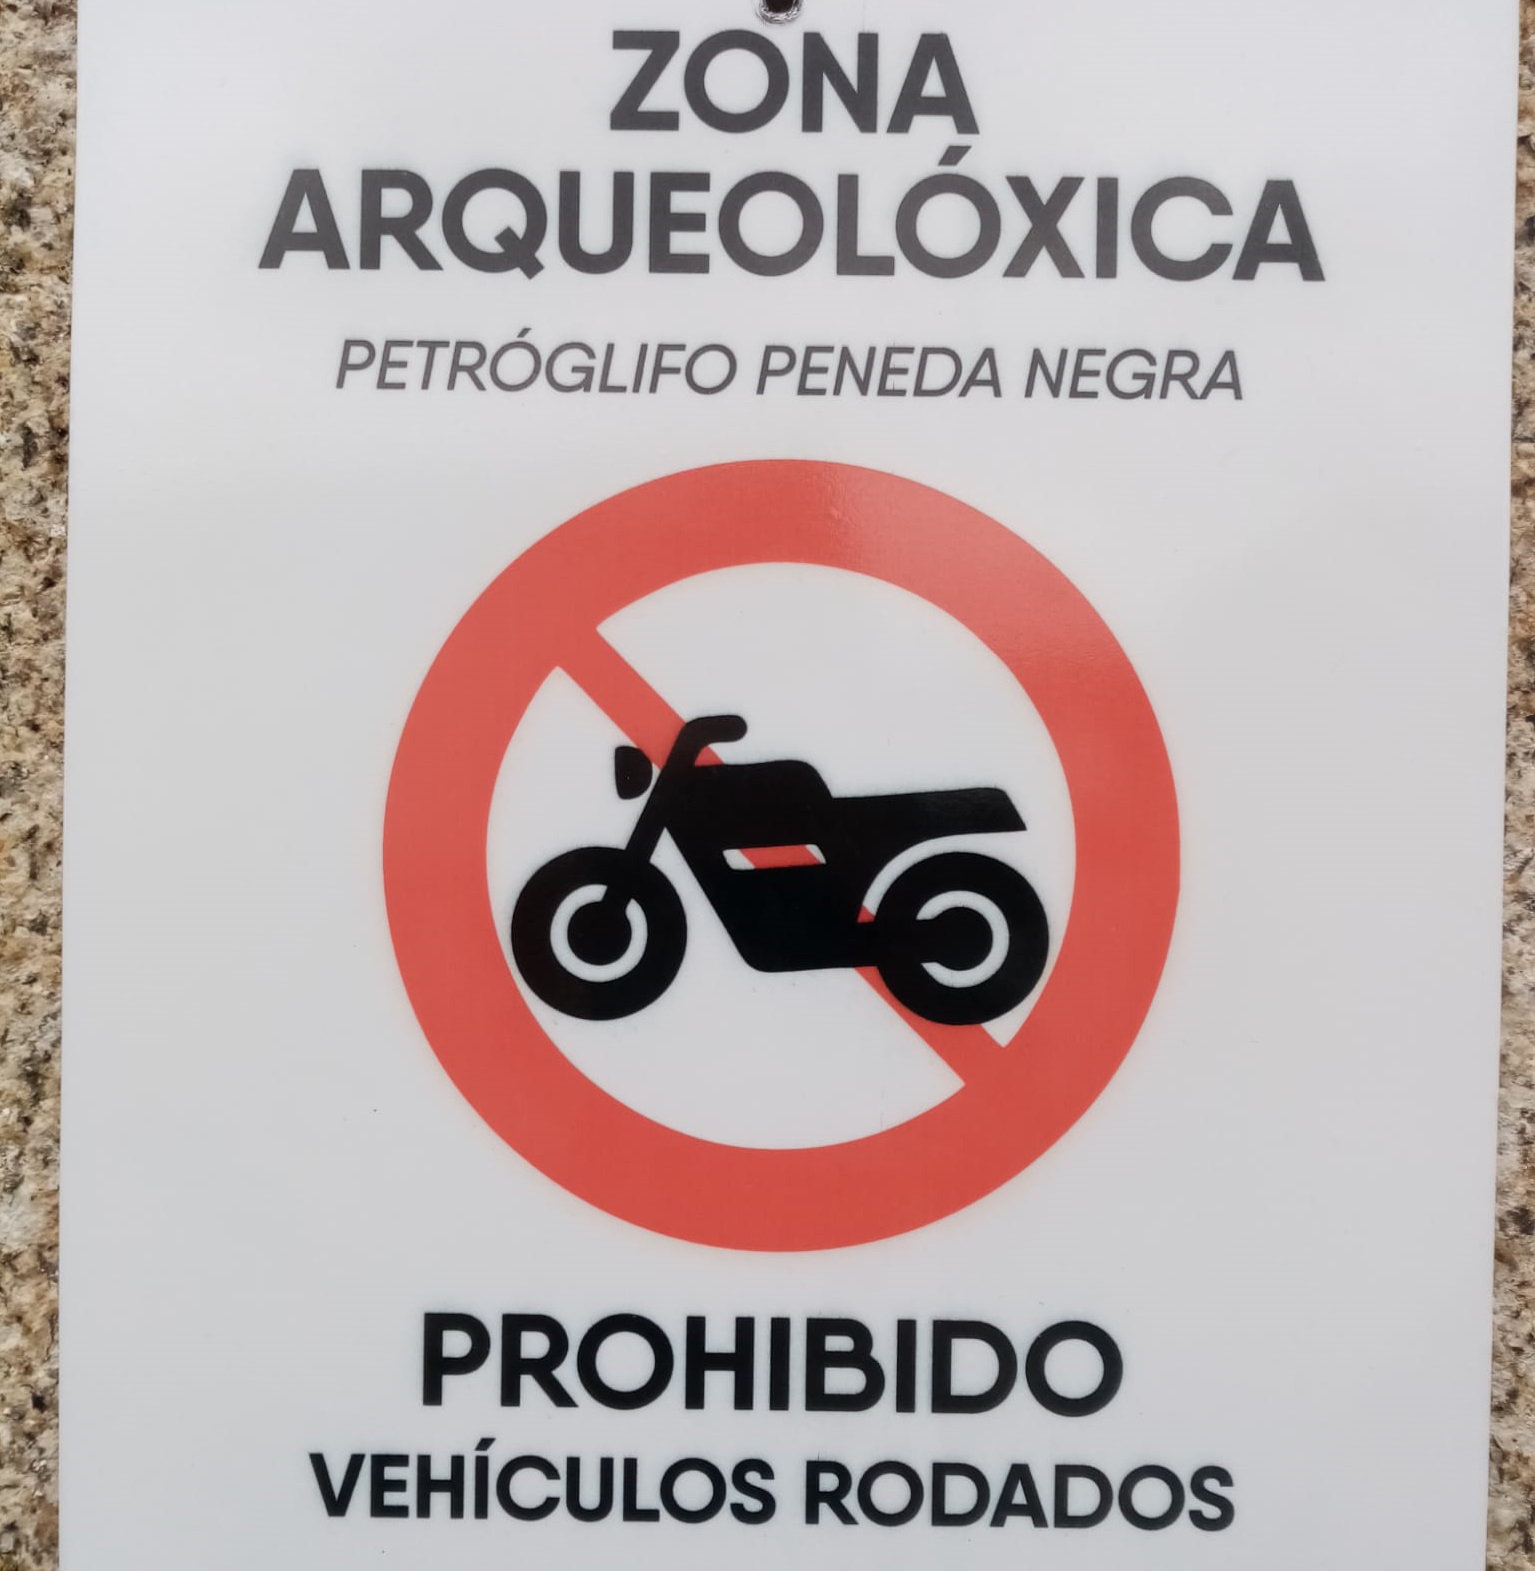 ZONA
ARQUEOLÓXICA
PETRÓGLIFO PENEDA NEGRA
PROHIBIDO
VEHÍCULOS RODADOS